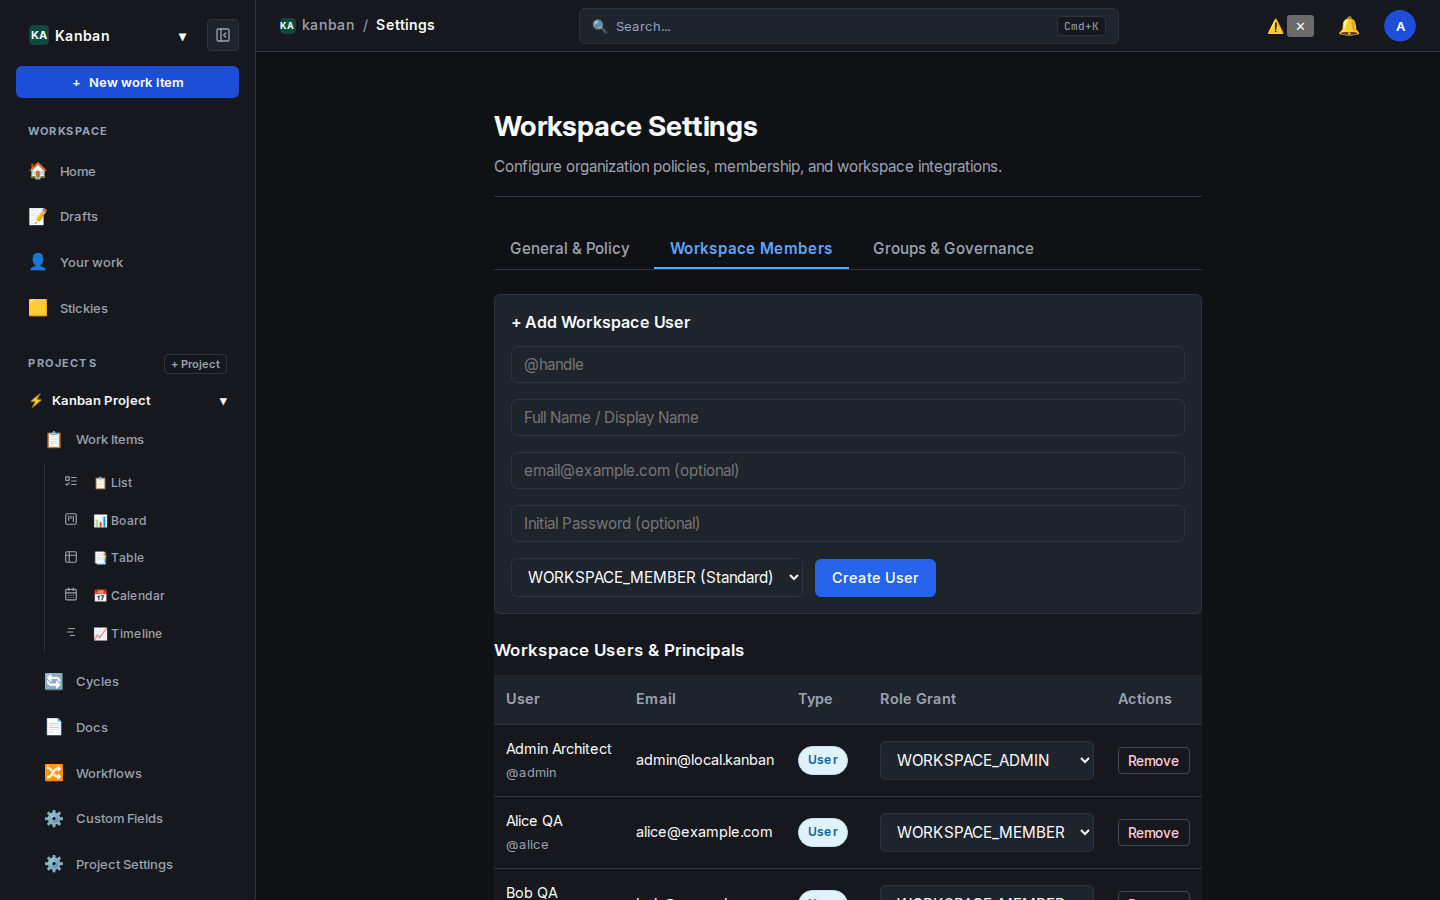 KA Kanban ▾
+ New work item
WORKSPACE
Home
Drafts
Your work
Stickies
PROJECTS
+ Project
Kanban Project ▾
Work Items
List
Board
Table
Calendar
Timeline
Cycles
Docs
Workflows
Custom Fields
Project Settings
KA kanban / Settings
Search...
Cmd+K
✕
A
Workspace Settings
Configure organization policies, membership, and workspace integrations.
General & Policy
Workspace Members
Groups & Governance
+ Add Workspace User
@handle
Full Name / Display Name
email@example.com (optional)
Initial Password (optional)
WORKSPACE_MEMBER (Standard)
Create User
Workspace Users & Principals
User Email Type Role Grant Actions
Admin Architect
@admin
admin@local.kanban
User
WORKSPACE_ADMIN
Remove
Alice QA
@alice
alice@example.com
User
WORKSPACE_MEMBER
Remove
Bob QA